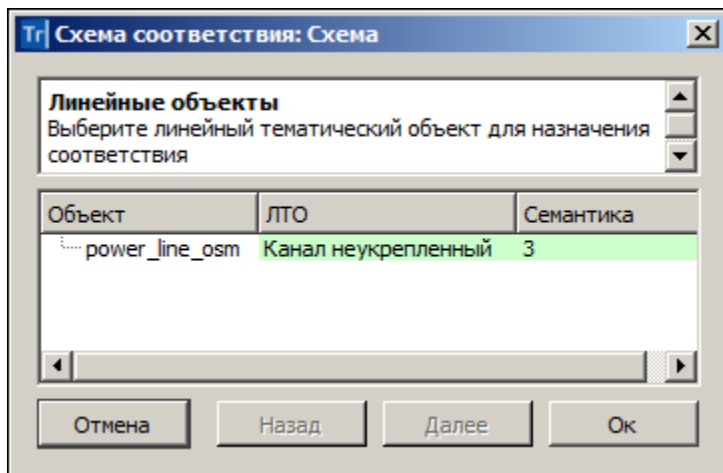 Tr Схема соответствия: Схема
Линейные объекты
Выберите линейный тематический объект для назначения
соответствия
Объект ЛТО Семантика
power_line_osm Канал неукрепленный 3
Отмена Назад Далее Ок